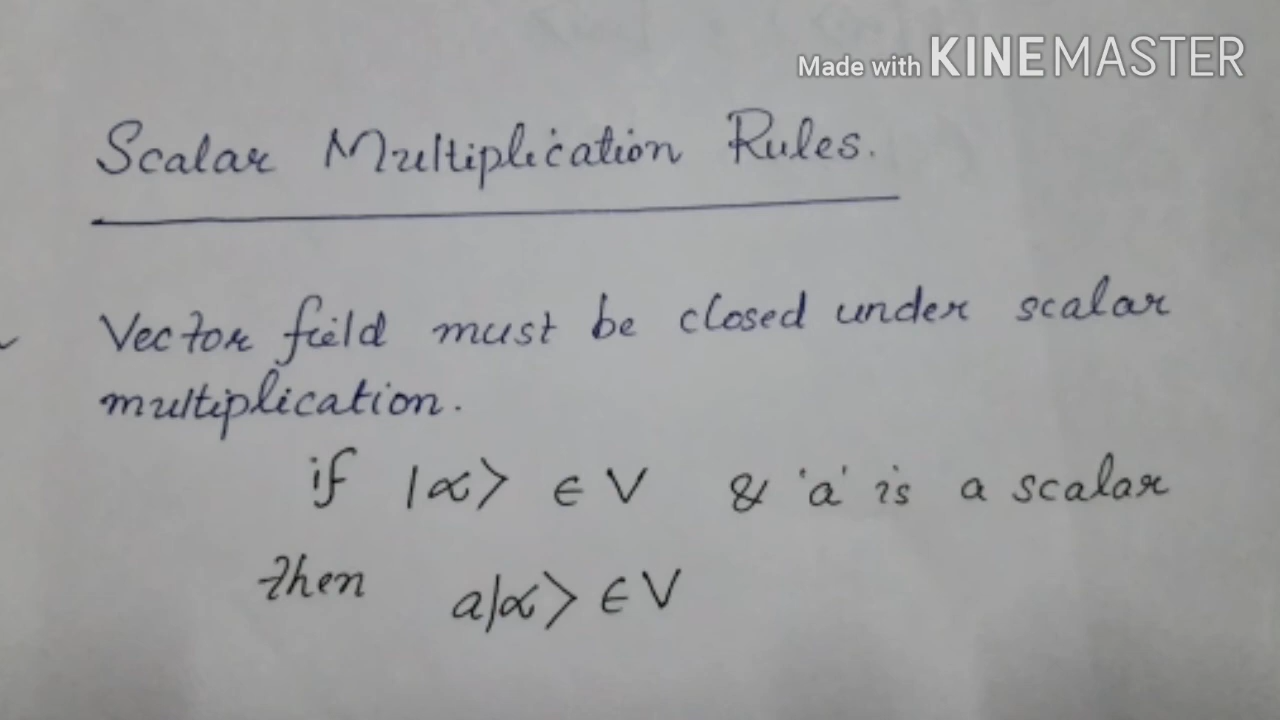 Made with KINEMASTER
Scalar Multiplication Rules.
Vector field must be closed under scalar
multiplication.
if |α> ∈ V & 'a' is a scalar
then a|α> ∈ V